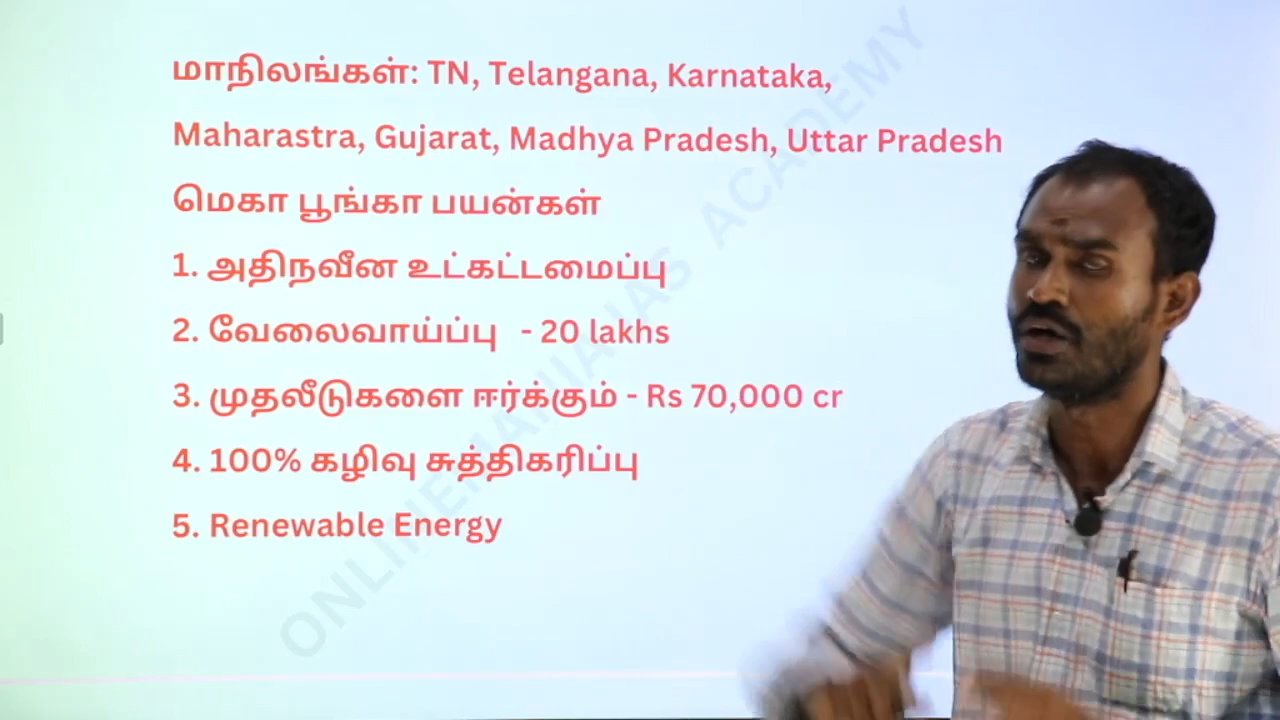 மாநிலங்கள்: TN, Telangana, Karnataka,
Maharastra, Gujarat, Madhya Pradesh, Uttar Pradesh
மெகா பூங்கா பயன்கள்
1. அதிநவீன உட்கட்டமைப்பு
2. வேலைவாய்ப்பு - 20 lakhs
3. முதலீடுகளை ஈர்க்கும் - Rs 70,000 cr
4. 100% கழிவு சுத்திகரிப்பு
5. Renewable Energy
ACADEMY